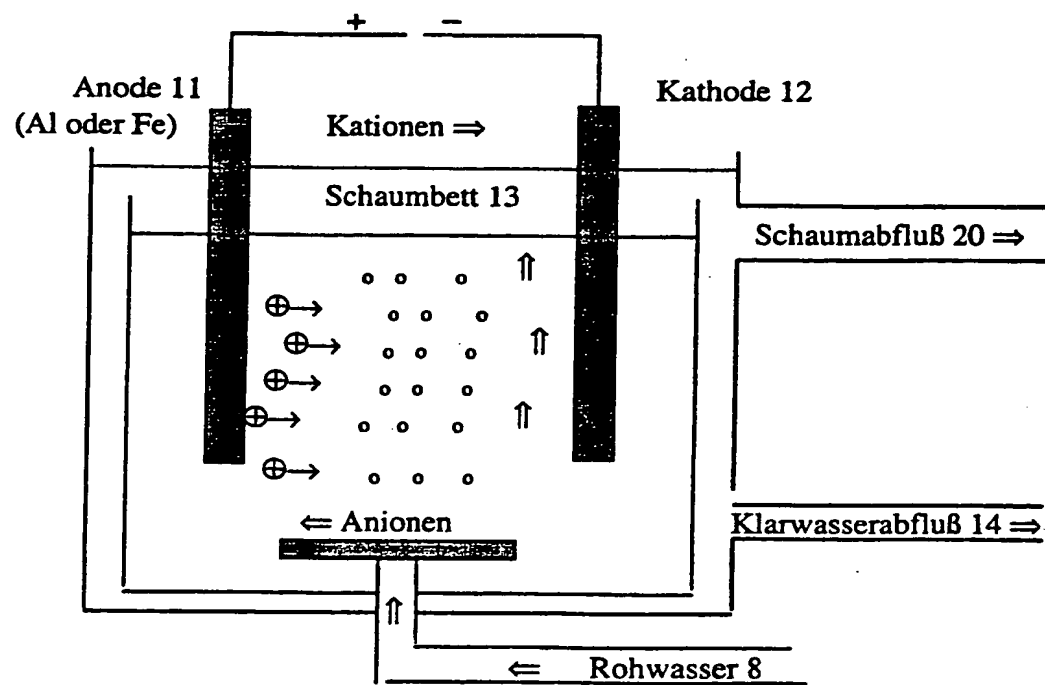 + −
Anode 11
(Al oder Fe)
Kathode 12
Kationen ⇒
Schaumbett 13
Schaumabfluß 20 ⇒
⇐ Anionen
Klarwasserabfluß 14 ⇒
⇐ Rohwasser 8